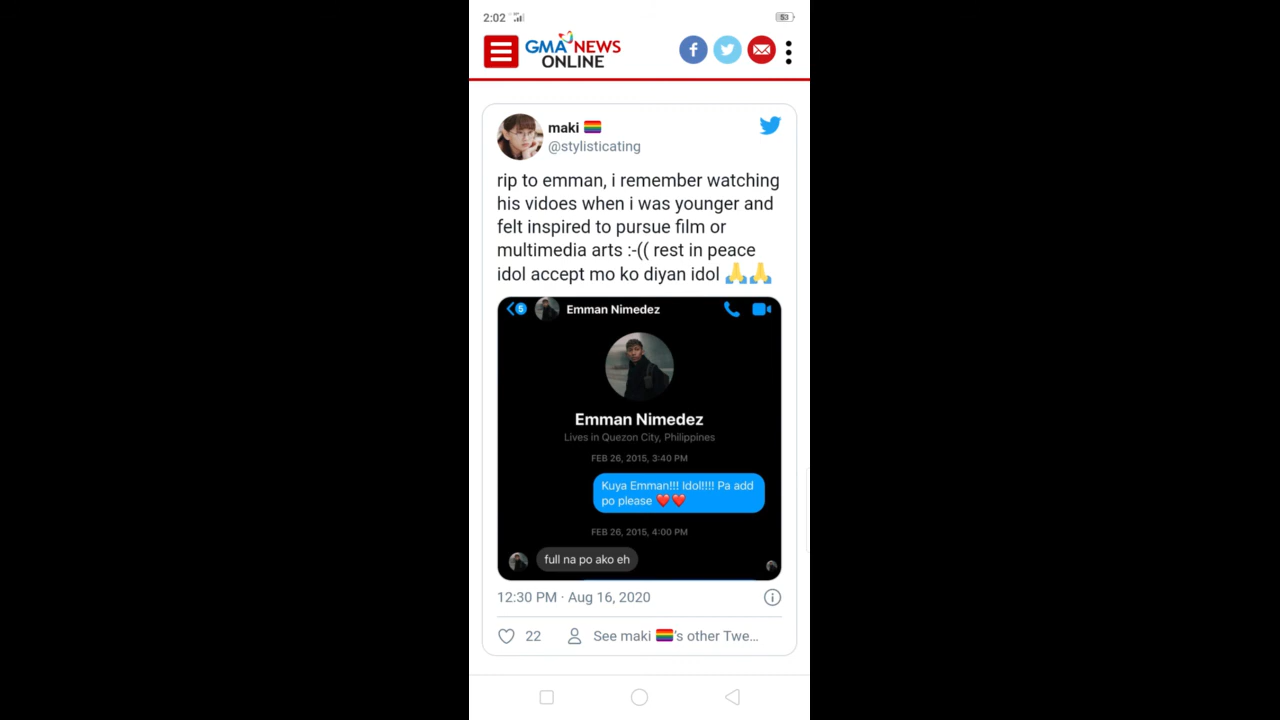 2:02
53
GMA NEWS
ONLINE
maki 🏳️‍🌈
@stylisticating
rip to emman, i remember watching
his vidoes when i was younger and
felt inspired to pursue film or
multimedia arts :-(( rest in peace
idol accept mo ko diyan idol 🙏🙏
5
Emman Nimedez
Emman Nimedez
Lives in Quezon City, Philippines
FEB 26, 2015, 3:40 PM
Kuya Emman!!! Idol!!!! Pa add
po please ❤️❤️
FEB 26, 2015, 4:00 PM
full na po ako eh
12:30 PM · Aug 16, 2020
22
See maki 🏳️‍🌈's other Twe...